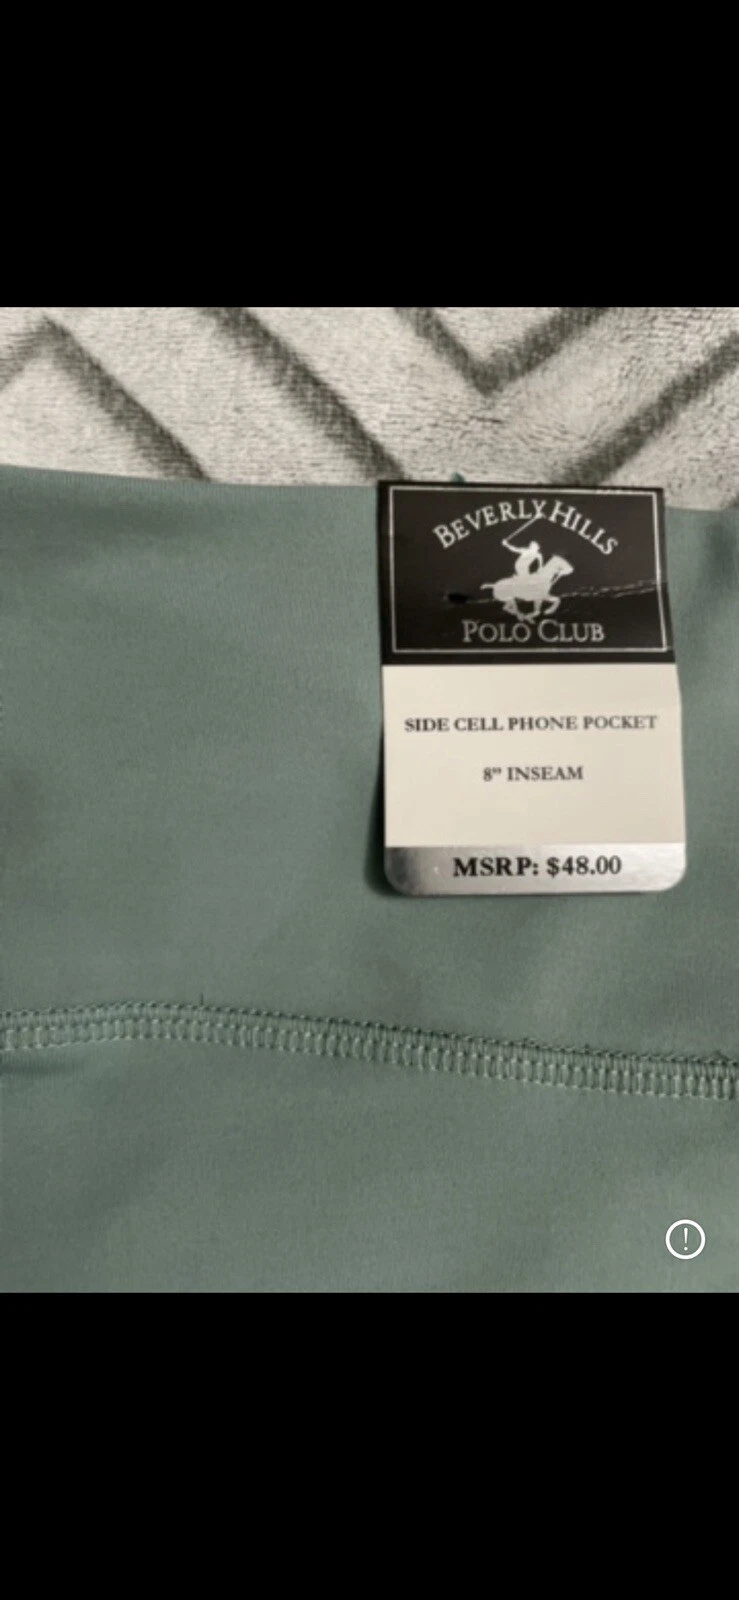 BEVERLY HILLS
POLO CLUB
SIDE CELL PHONE POCKET
8” INSEAM
MSRP: $48.00